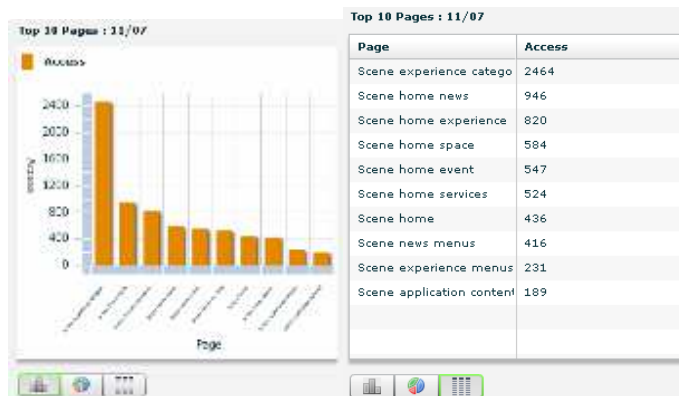 Top 10 Pages : 11/07
Access
2400
2000
1600
1200
800
400
0
Access
Page
Top 10 Pages : 11/07
Page Access
Scene experience catego 2464
Scene home news 946
Scene home experience 820
Scene home space 584
Scene home event 547
Scene home services 524
Scene home 436
Scene news menus 416
Scene experience menus 231
Scene application content 189